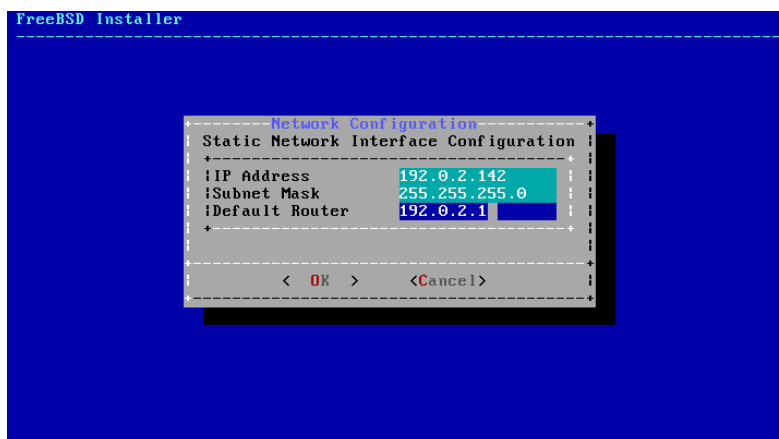 FreeBSD Installer
Network Configuration
Static Network Interface Configuration
IP Address 192.0.2.142
Subnet Mask 255.255.255.0
Default Router 192.0.2.1
< OK > <Cancel>